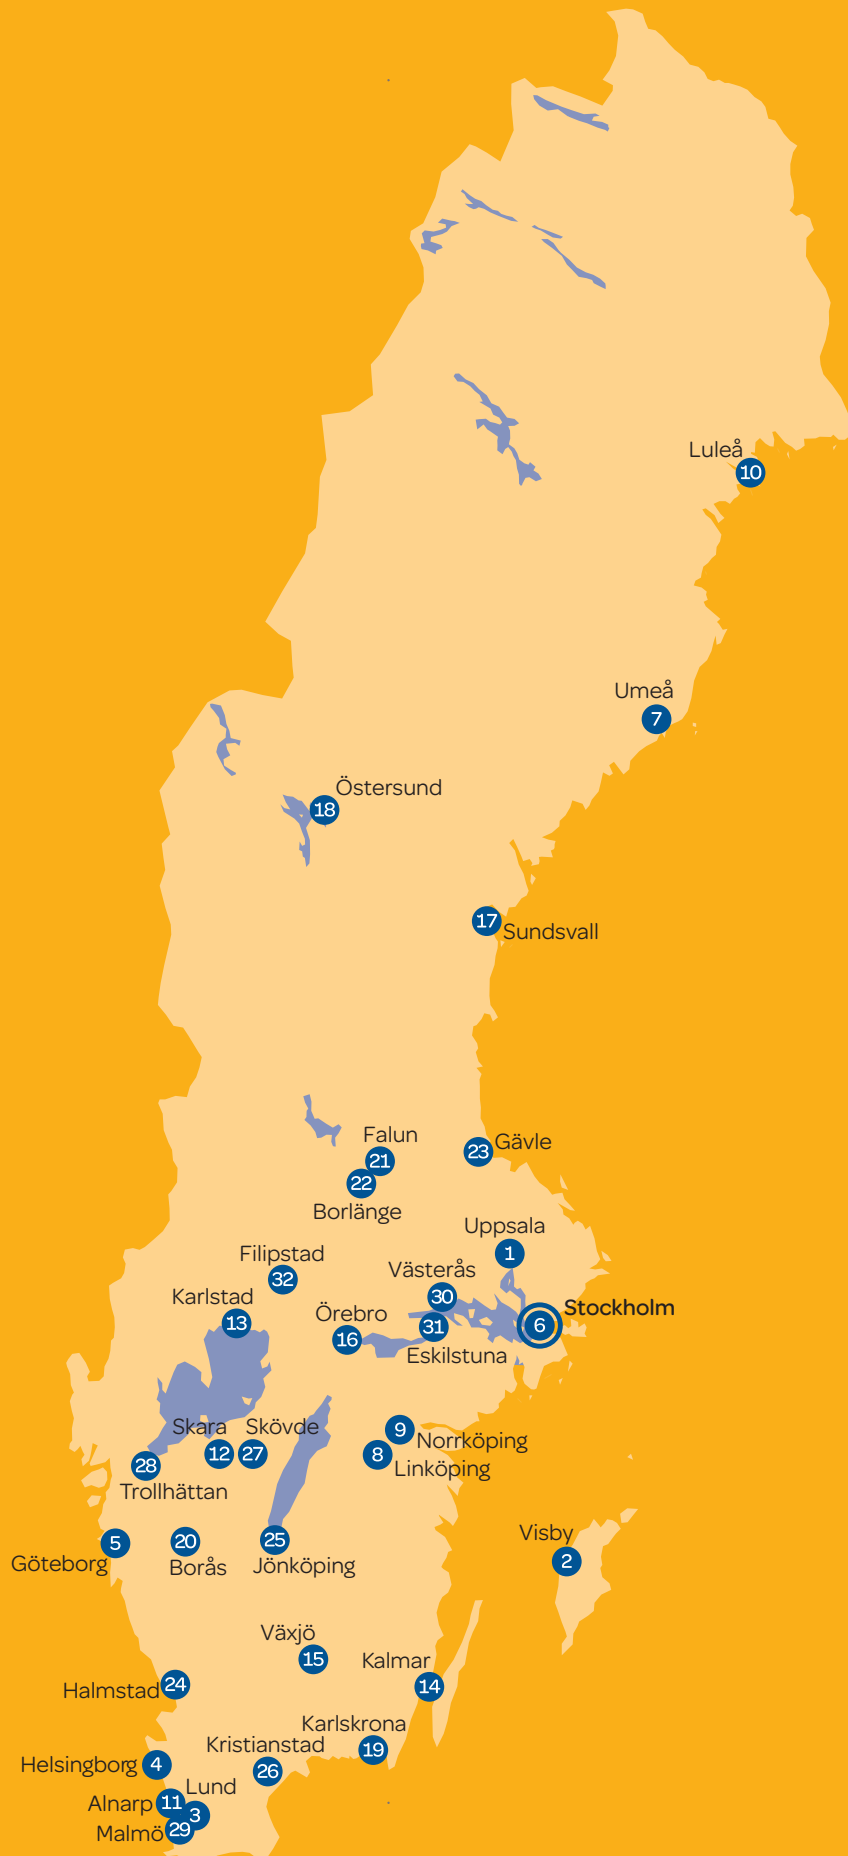 Luleå
10
Umeå
7
Östersund
18
17
Sundsvall
Falun
21
Gävle
23
22
Borlänge
Uppsala
1
Filipstad
32
Västerås
30
Karlstad
13
Örebro
16
31
Eskilstuna
Stockholm
6
Skara
12
Skövde
27
9
Norrköping
8
Linköping
28
Trollhättan
5
Göteborg
20
Borås
25
Jönköping
Visby
2
Växjö
15
Kalmar
14
24
Halmstad
Karlskrona
19
Kristianstad
26
Helsingborg
4
Lund
3
Alnarp
11
Malmö
29